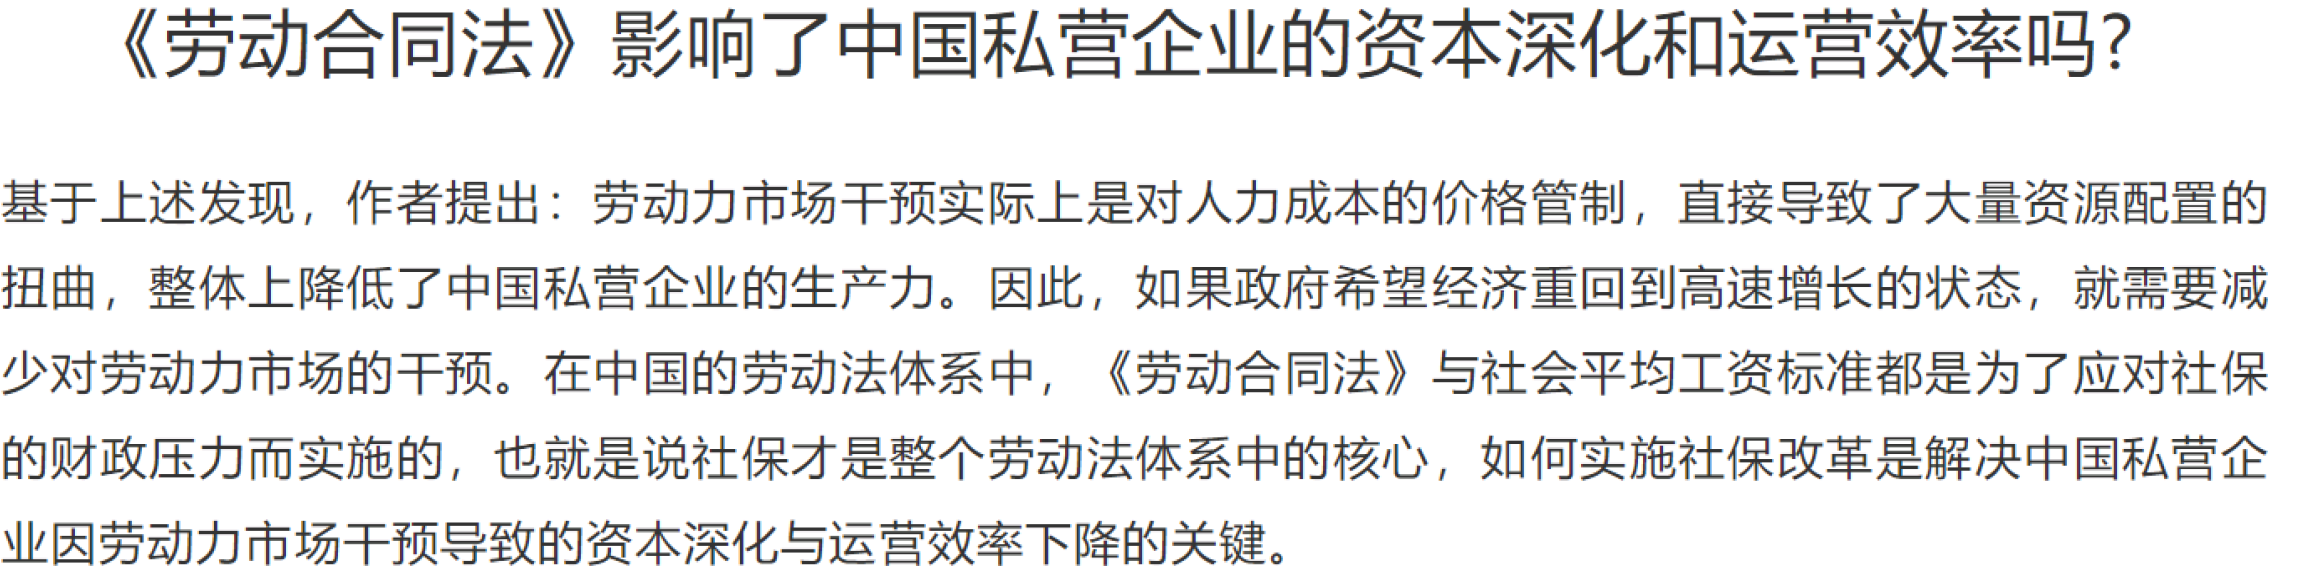 《劳动合同法》影响了中国私营企业的资本深化和运营效率吗?
基于上述发现，作者提出：劳动力市场干预实际上是对人力成本的价格管制，直接导致了大量资源配置的
扭曲，整体上降低了中国私营企业的生产力。因此，如果政府希望经济重回到高速增长的状态，就需要减
少对劳动力市场的干预。在中国的劳动法体系中，《劳动合同法》与社会平均工资标准都是为了应对社保
的财政压力而实施的，也就是说社保才是整个劳动法体系中的核心，如何实施社保改革是解决中国私营企
业因劳动力市场干预导致的资本深化与运营效率下降的关键。